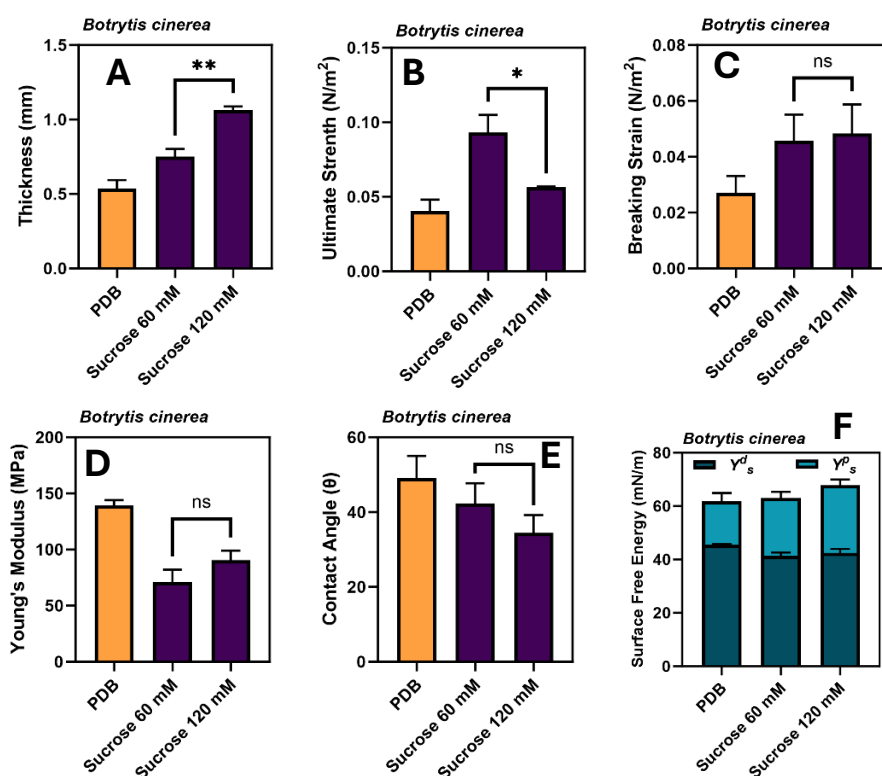 Botrytis cinerea
A
**
Thickness (mm)
1.5
1.0
0.5
0.0
PDB
Sucrose 60 mM
Sucrose 120 mM
Botrytis cinerea
B
*
Ultimate Strenth (N/m²)
0.15
0.10
0.05
0.00
PDB
Sucrose 60 mM
Sucrose 120 mM
Botrytis cinerea
C
ns
Breaking Strain (N/m²)
0.08
0.06
0.04
0.02
0.00
PDB
Sucrose 60 mM
Sucrose 120 mM
Botrytis cinerea
D
ns
Young's Modulus (MPa)
200
150
100
50
0
PDB
Sucrose 60 mM
Sucrose 120 mM
Botrytis cinerea
E
ns
Contact Angle (θ)
60
40
20
0
PDB
Sucrose 60 mM
Sucrose 120 mM
F
Botrytis cinerea
Yᵈₛ
Yᵖₛ
Surface Free Energy (mN/m)
80
60
40
20
0
PDB
Sucrose 60 mM
Sucrose 120 mM